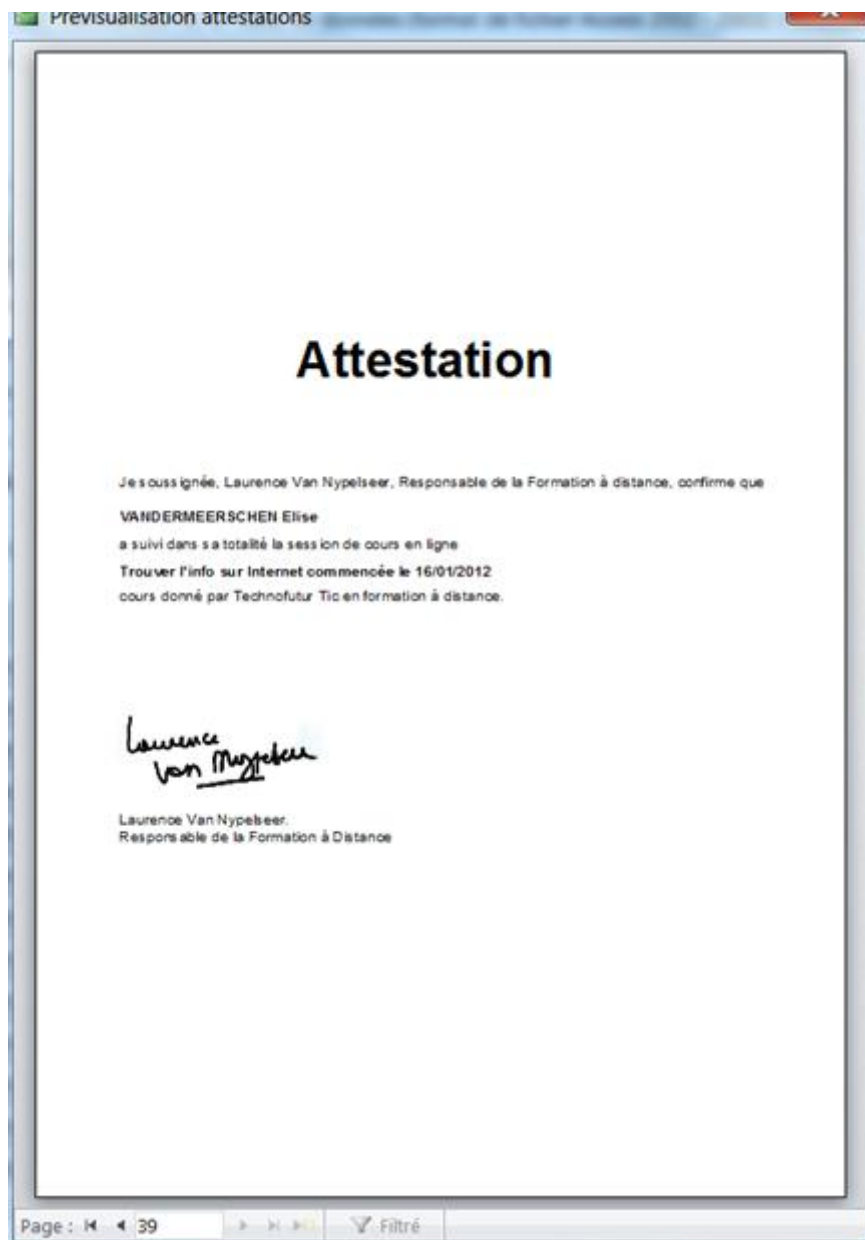 Prévisualisation attestations
Attestation
Je soussignée, Laurence Van Nypelseer, Responsable de la Formation à distance, confirme que
VANDERMEERSCHEN Elise
a suivi dans sa totalité la session de cours en ligne
Trouver l'info sur Internet commencée le 16/01/2012
cours donné par Technofutur Tic en formation à distance.
Laurence
Van Nypelseer
Laurence Van Nypelseer.
Responsable de la Formation à Distance
Page : 39 Filtré